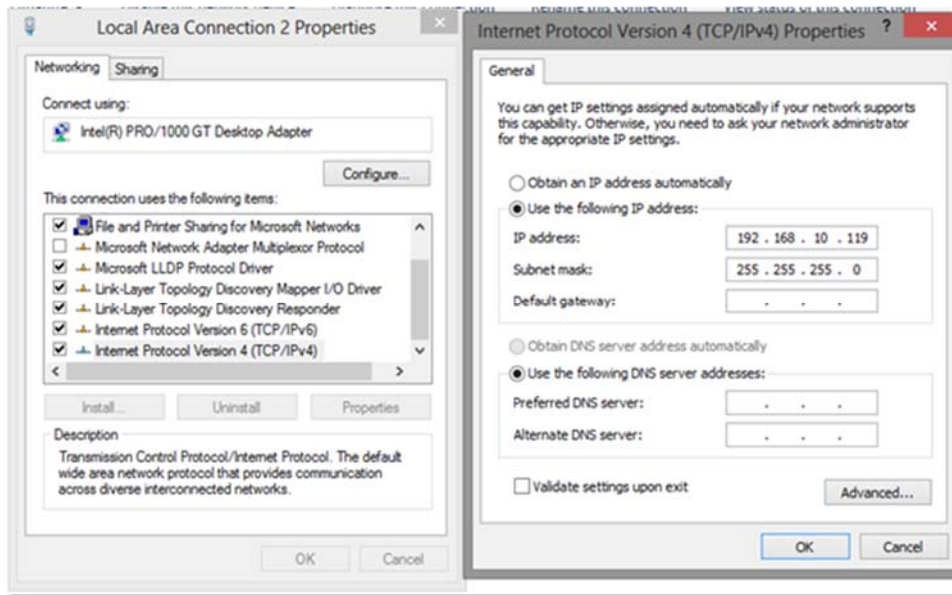 Rename this connection
View status of this connection
Local Area Connection 2 Properties
Networking
Sharing
Connect using:
Intel(R) PRO/1000 GT Desktop Adapter
Configure...
This connection uses the following items:
File and Printer Sharing for Microsoft Networks
Microsoft Network Adapter Multiplexor Protocol
Microsoft LLDP Protocol Driver
Link-Layer Topology Discovery Mapper I/O Driver
Link-Layer Topology Discovery Responder
Internet Protocol Version 6 (TCP/IPv6)
Internet Protocol Version 4 (TCP/IPv4)
Install...
Uninstall
Properties
Description
Transmission Control Protocol/Internet Protocol. The default
wide area network protocol that provides communication
across diverse interconnected networks.
OK
Cancel
Internet Protocol Version 4 (TCP/IPv4) Properties
General
You can get IP settings assigned automatically if your network supports
this capability. Otherwise, you need to ask your network administrator
for the appropriate IP settings.
Obtain an IP address automatically
Use the following IP address:
IP address:
192 . 168 . 10 . 119
Subnet mask:
255 . 255 . 255 . 0
Default gateway:
. . .
Obtain DNS server address automatically
Use the following DNS server addresses:
Preferred DNS server:
. . .
Alternate DNS server:
. . .
Validate settings upon exit
Advanced...
OK
Cancel